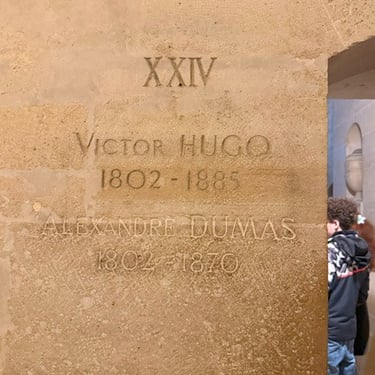 XXIV
VICTOR HUGO
1802 - 1885
ALEXANDRE DUMAS
1802 - 1870